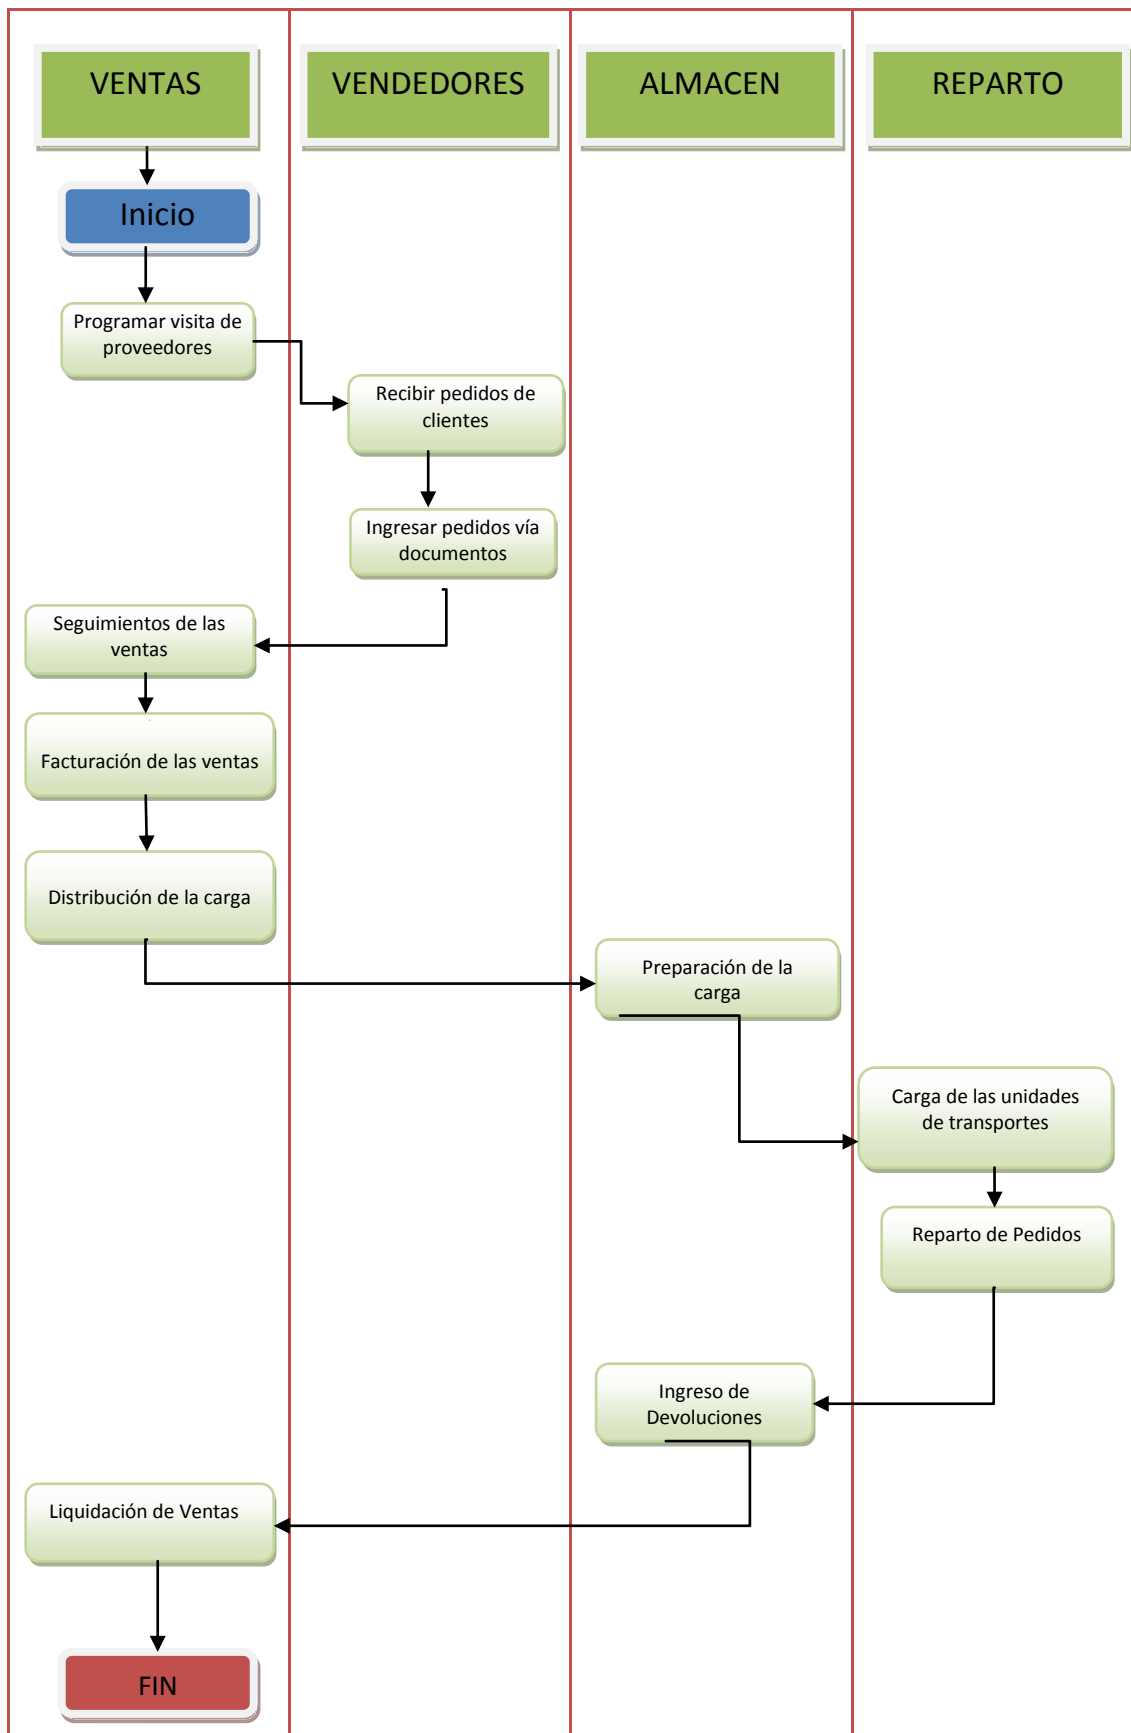 VENTAS
VENDEDORES
ALMACEN
REPARTO
Inicio
Programar visita de
proveedores
Recibir pedidos de
clientes
Ingresar pedidos vía
documentos
Seguimientos de las
ventas
Facturación de las ventas
Distribución de la carga
Preparación de la
carga
Carga de las unidades
de transportes
Reparto de Pedidos
Ingreso de
Devoluciones
Liquidación de Ventas
FIN